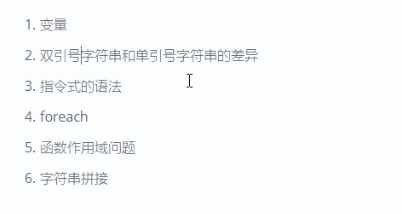 1. 变量
2. 双引号字符串和单引号字符串的差异
3. 指令式的语法
4. foreach
5. 函数作用域问题
6. 字符串拼接